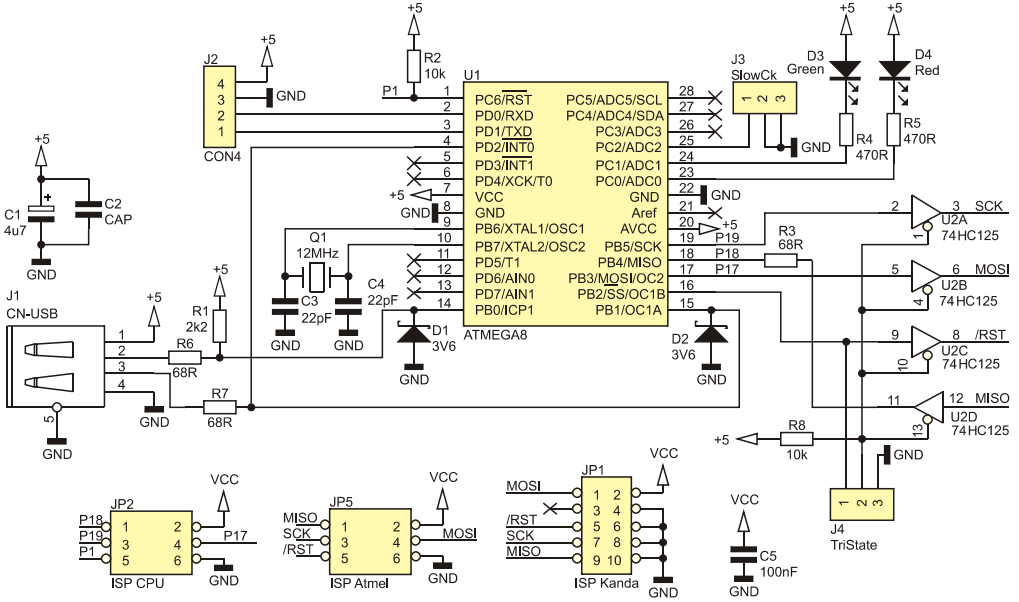 +5
+5
+5
+5
J2
4
3
2
1
CON4
GND
R2
10k
P1
U1
1
2
3
4
5
6
7
8
9
10
11
12
13
14
PC6/RST
PD0/RXD
PD1/TXD
PD2/INT0
PD3/INT1
PD4/XCK/T0
VCC
GND
PB6/XTAL1/OSC1
PB7/XTAL2/OSC2
PD5/T1
PD6/AIN0
PD7/AIN1
PB0/ICP1
PC5/ADC5/SCL
PC4/ADC4/SDA
PC3/ADC3
PC2/ADC2
PC1/ADC1
PC0/ADC0
GND
Aref
AVCC
PB5/SCK
PB4/MISO
PB3/MOSI/OC2
PB2/SS/OC1B
PB1/OC1A
28
27
26
25
24
23
22
21
20
19
18
17
16
15
ATMEGA8
J3
SlowCk
1 2 3
GND
D3
Green
D4
Red
R4
470R
R5
470R
GND
+5
P19
P18
P17
R3
68R
+5
GND
+5
C1
4u7
+
C2
CAP
GND
Q1
12MHz
C3
22pF
C4
22pF
GND
GND
D1
3V6
GND
D2
3V6
GND
J1
CN-USB
1
2
3
4
5
GND
+5
GND
+5
R1
2k2
R6
68R
R7
68R
2
3
SCK
U2A
74HC125
1
5
6
MOSI
U2B
74HC125
4
9
8
/RST
U2C
74HC125
10
11
12
MISO
U2D
74HC125
13
+5
R8
10k
GND
1 2 3
J4
TriState
JP2
P18
P19
P1
1 2
3 4
5 6
VCC
P17
GND
ISP CPU
JP5
MISO
SCK
/RST
1 2
3 4
5 6
VCC
MOSI
GND
ISP Atmel
JP1
MOSI
/RST
SCK
MISO
1 2
3 4
5 6
7 8
9 10
VCC
GND
ISP Kanda
VCC
C5
100nF
GND